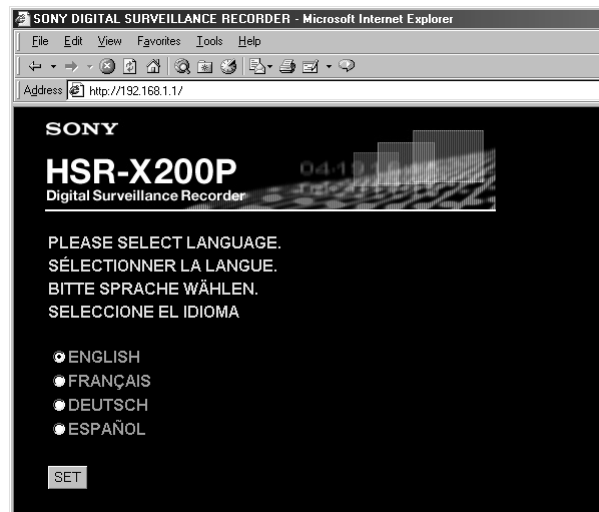 SONY DIGITAL SURVEILLANCE RECORDER - Microsoft Internet Explorer
File Edit View Favorites Tools Help
Address http://192.168.1.1/
SONY
HSR-X200P
Digital Surveillance Recorder
PLEASE SELECT LANGUAGE.
SÉLECTIONNER LA LANGUE.
BITTE SPRACHE WÄHLEN.
SELECCIONE EL IDIOMA
ENGLISH
FRANÇAIS
DEUTSCH
ESPAÑOL
SET